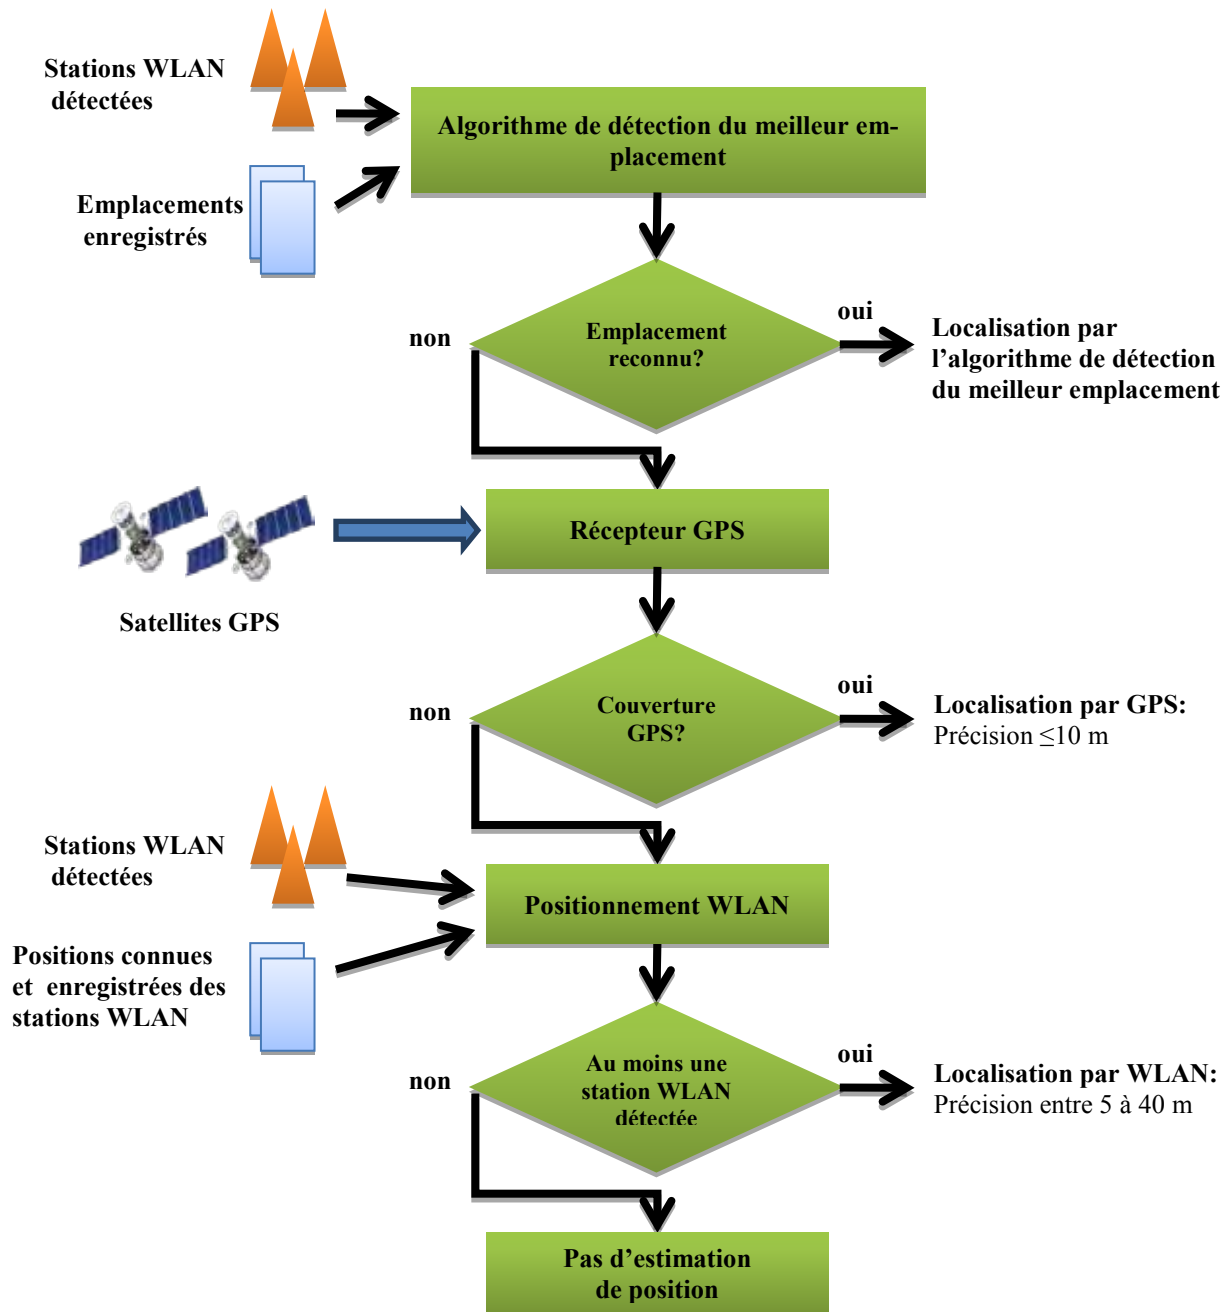 Stations WLAN
détectées
Algorithme de détection du meilleur em-
placement
Emplacements
enregistrés
Emplacement
reconnu?
non
oui
Localisation par
l’algorithme de détection
du meilleur emplacement
Récepteur GPS
Satellites GPS
Couverture
GPS?
non
oui
Localisation par GPS:
Précision ≤10 m
Stations WLAN
détectées
Positionnement WLAN
Positions connues
et enregistrées des
stations WLAN
Au moins une
station WLAN
détectée
non
oui
Localisation par WLAN:
Précision entre 5 à 40 m
Pas d’estimation
de position